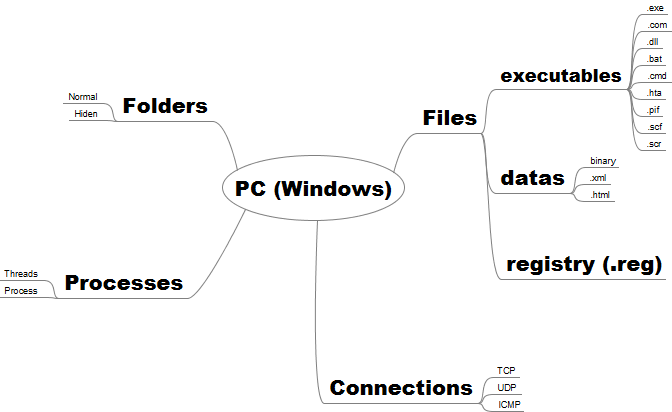 PC (Windows)
Folders
Normal
Hiden
Processes
Threads
Process
Files
executables
.exe
.com
.dll
.bat
.cmd
.hta
.pif
.scf
.scr
datas
binary
.xml
.html
registry (.reg)
Connections
TCP
UDP
ICMP